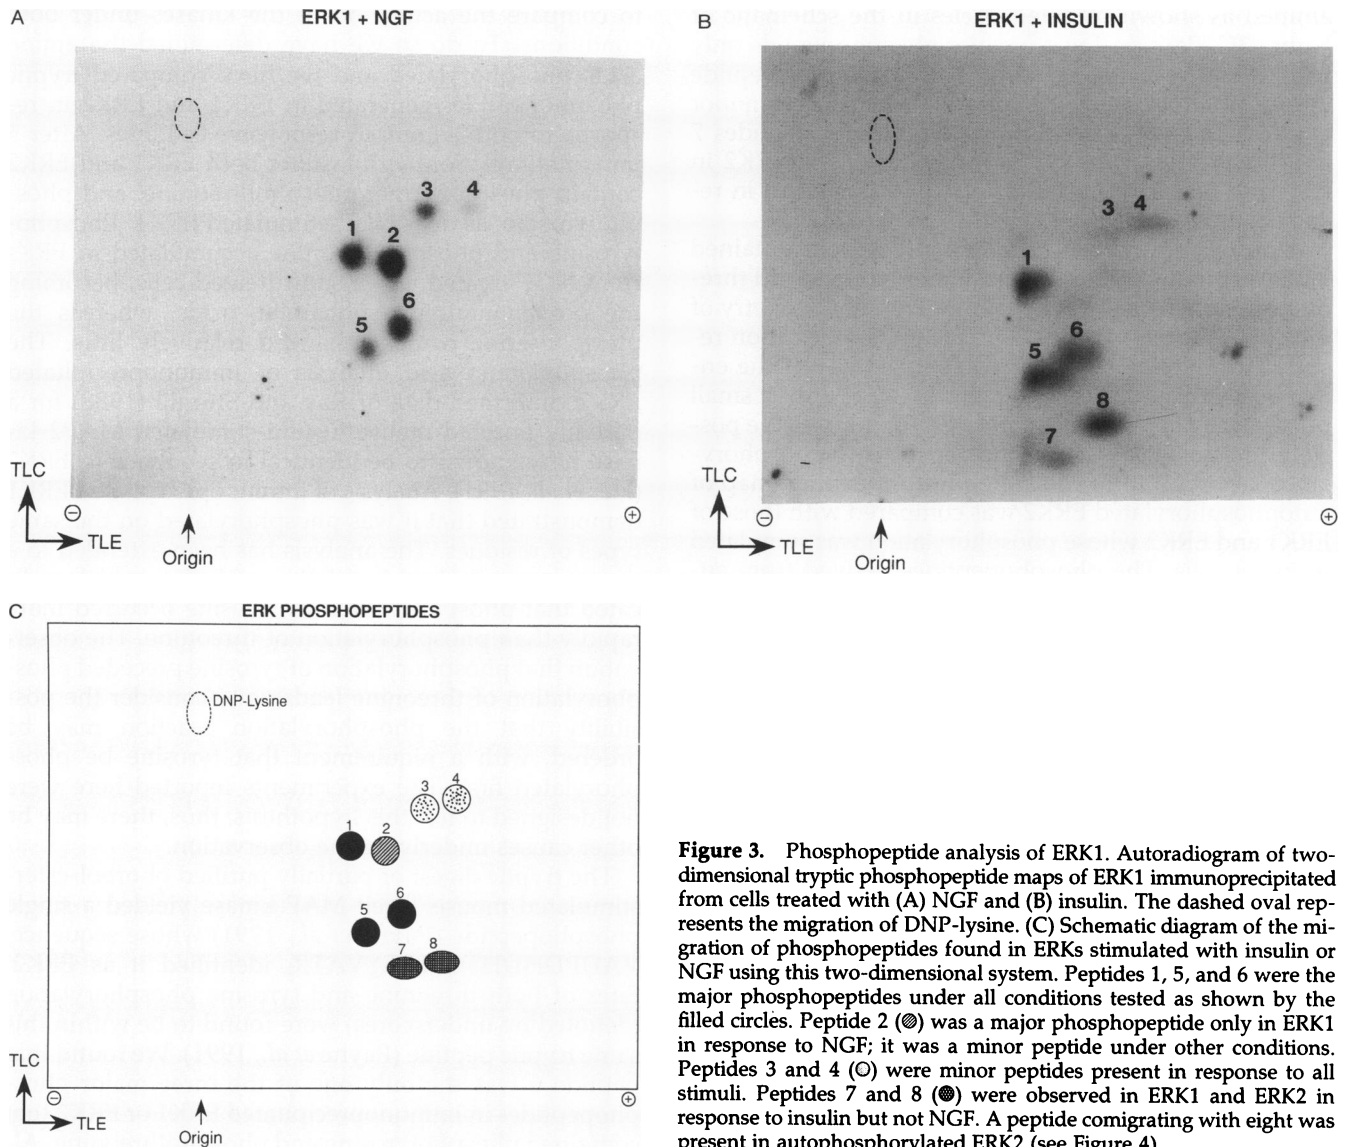 A
ERK1 + NGF
1
2
3
4
5
6
TLC
⊖
TLE
Origin
⊕
B
ERK1 + INSULIN
3
4
1
6
5
8
7
TLC
⊖
TLE
Origin
⊕
C
ERK PHOSPHOPEPTIDES
DNP-Lysine
3
4
1
2
5
6
7
8
TLC
⊖
TLE
Origin
⊕
Figure 3. Phosphopeptide analysis of ERK1. Autoradiogram of two-
dimensional tryptic phosphopeptide maps of ERK1 immunoprecipitated
from cells treated with (A) NGF and (B) insulin. The dashed oval rep-
resents the migration of DNP-lysine. (C) Schematic diagram of the mi-
gration of phosphopeptides found in ERKs stimulated with insulin or
NGF using this two-dimensional system. Peptides 1, 5, and 6 were the
major phosphopeptides under all conditions tested as shown by the
filled circles. Peptide 2 () was a major phosphopeptide only in ERK1
in response to NGF; it was a minor peptide under other conditions.
Peptides 3 and 4 () were minor peptides present in response to all
stimuli. Peptides 7 and 8 () were observed in ERK1 and ERK2 in
response to insulin but not NGF. A peptide comigrating with eight was
present in autophosphorylated ERK2 (see Figure 4).